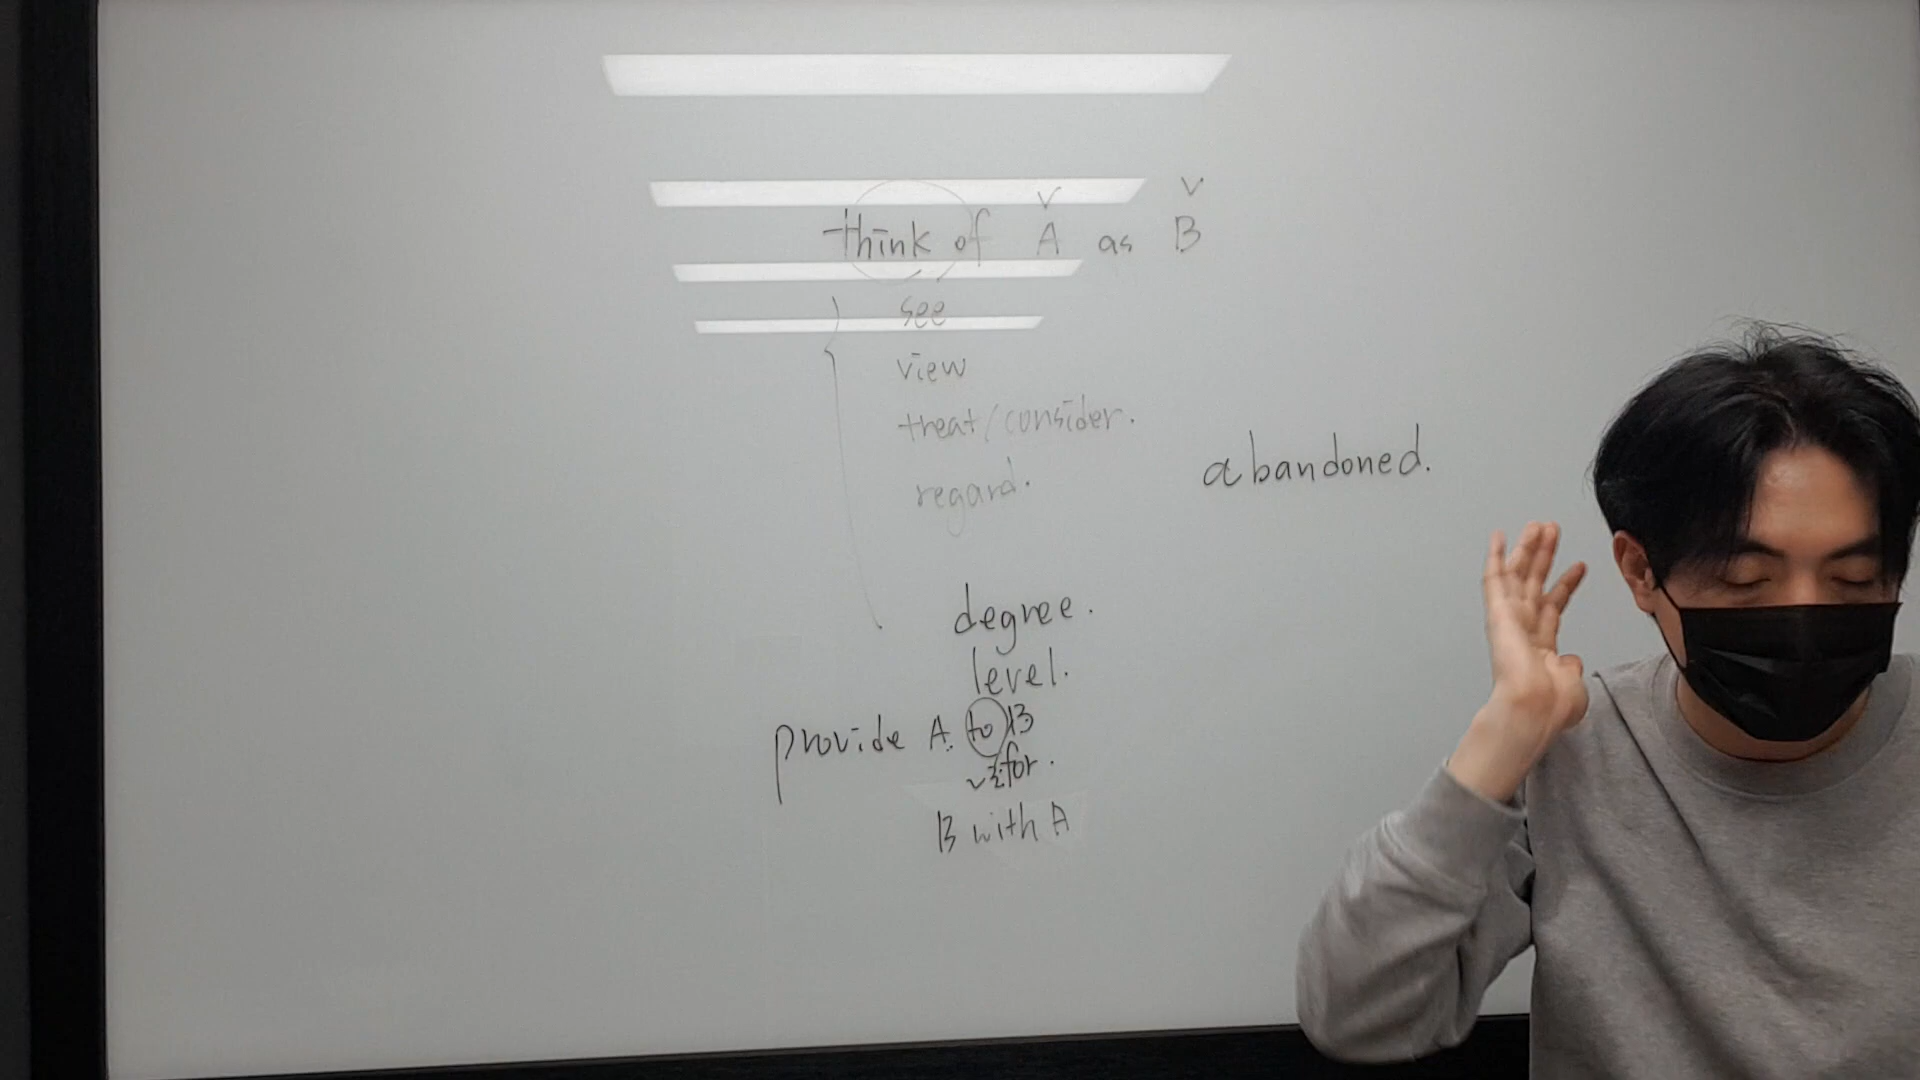 v v
think of A as B
see
view
treat/consider.
regard.
abandoned.
degree.
level.
provide A to B
for.
B with A